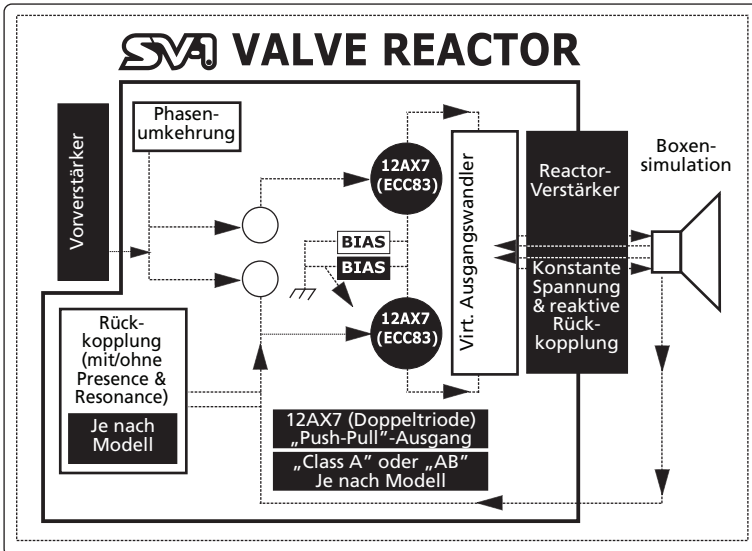 SV-1 VALVE REACTOR
Vorverstärker
Phasen-
umkehrung
12AX7
(ECC83)
BIAS
BIAS
12AX7
(ECC83)
Virt. Ausgangswandler
Reactor-
Verstärker
Konstante
Spannung
& reaktive
Rück-
kopplung
Boxen-
simulation
Rück-
kopplung
(mit/ohne
Presence &
Resonance)
Je nach
Modell
12AX7 (Doppeltriode)
„Push-Pull”-Ausgang
„Class A” oder „AB”
Je nach Modell